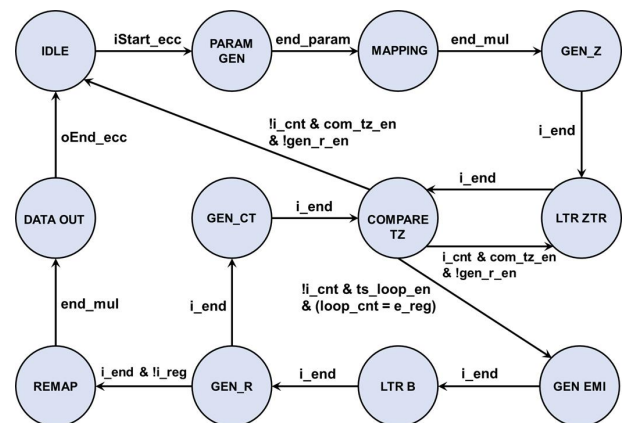 iStart_ecc
end_param
end_mul
IDLE
PARAM
GEN
MAPPING
GEN_Z
!i_cnt & com_tz_en
& !gen_r_en
oEnd_ecc
i_end
i_end
i_end
DATA OUT
GEN_CT
COMPARE
TZ
LTR ZTR
i_cnt & com_tz_en
& !gen_r_en
!i_cnt & ts_loop_en
& (loop_cnt = e_reg)
end_mul
i_end
i_end & !i_reg
i_end
i_end
REMAP
GEN_R
LTR B
GEN EMI